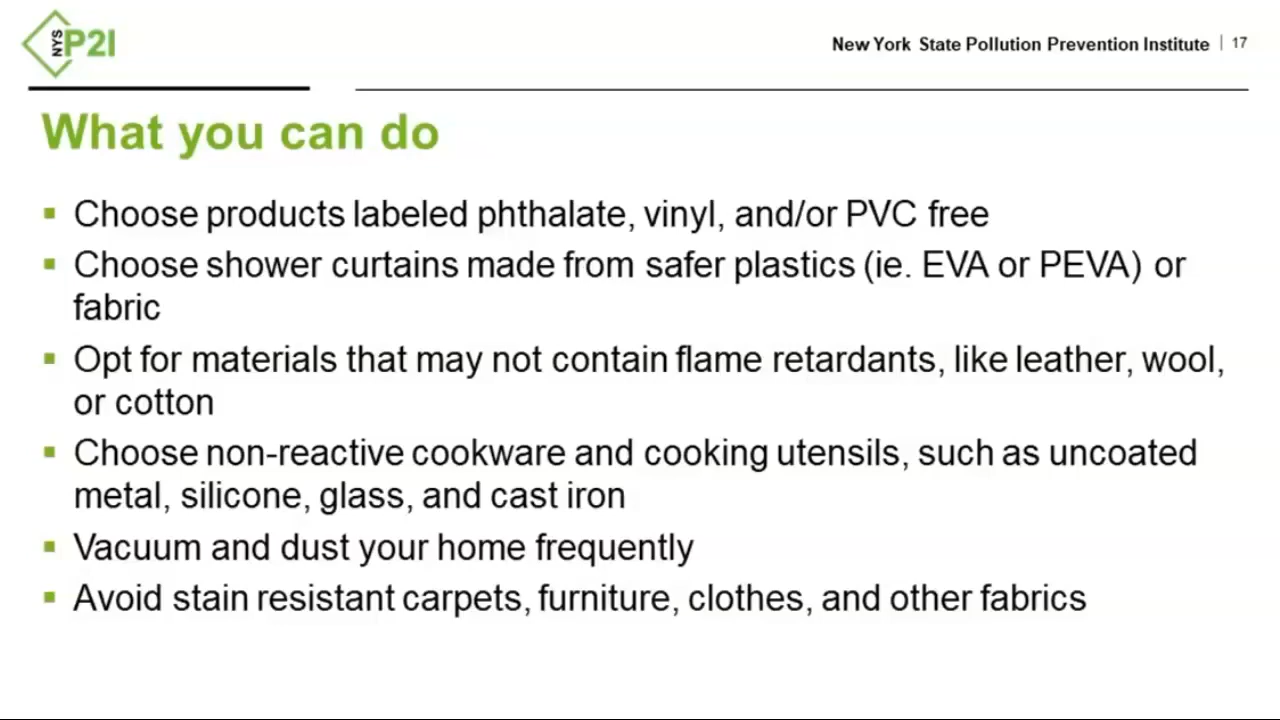 NYS P2I
New York State Pollution Prevention Institute | 17
What you can do
▪ Choose products labeled phthalate, vinyl, and/or PVC free
▪ Choose shower curtains made from safer plastics (ie. EVA or PEVA) or
fabric
▪ Opt for materials that may not contain flame retardants, like leather, wool,
or cotton
▪ Choose non-reactive cookware and cooking utensils, such as uncoated
metal, silicone, glass, and cast iron
▪ Vacuum and dust your home frequently
▪ Avoid stain resistant carpets, furniture, clothes, and other fabrics